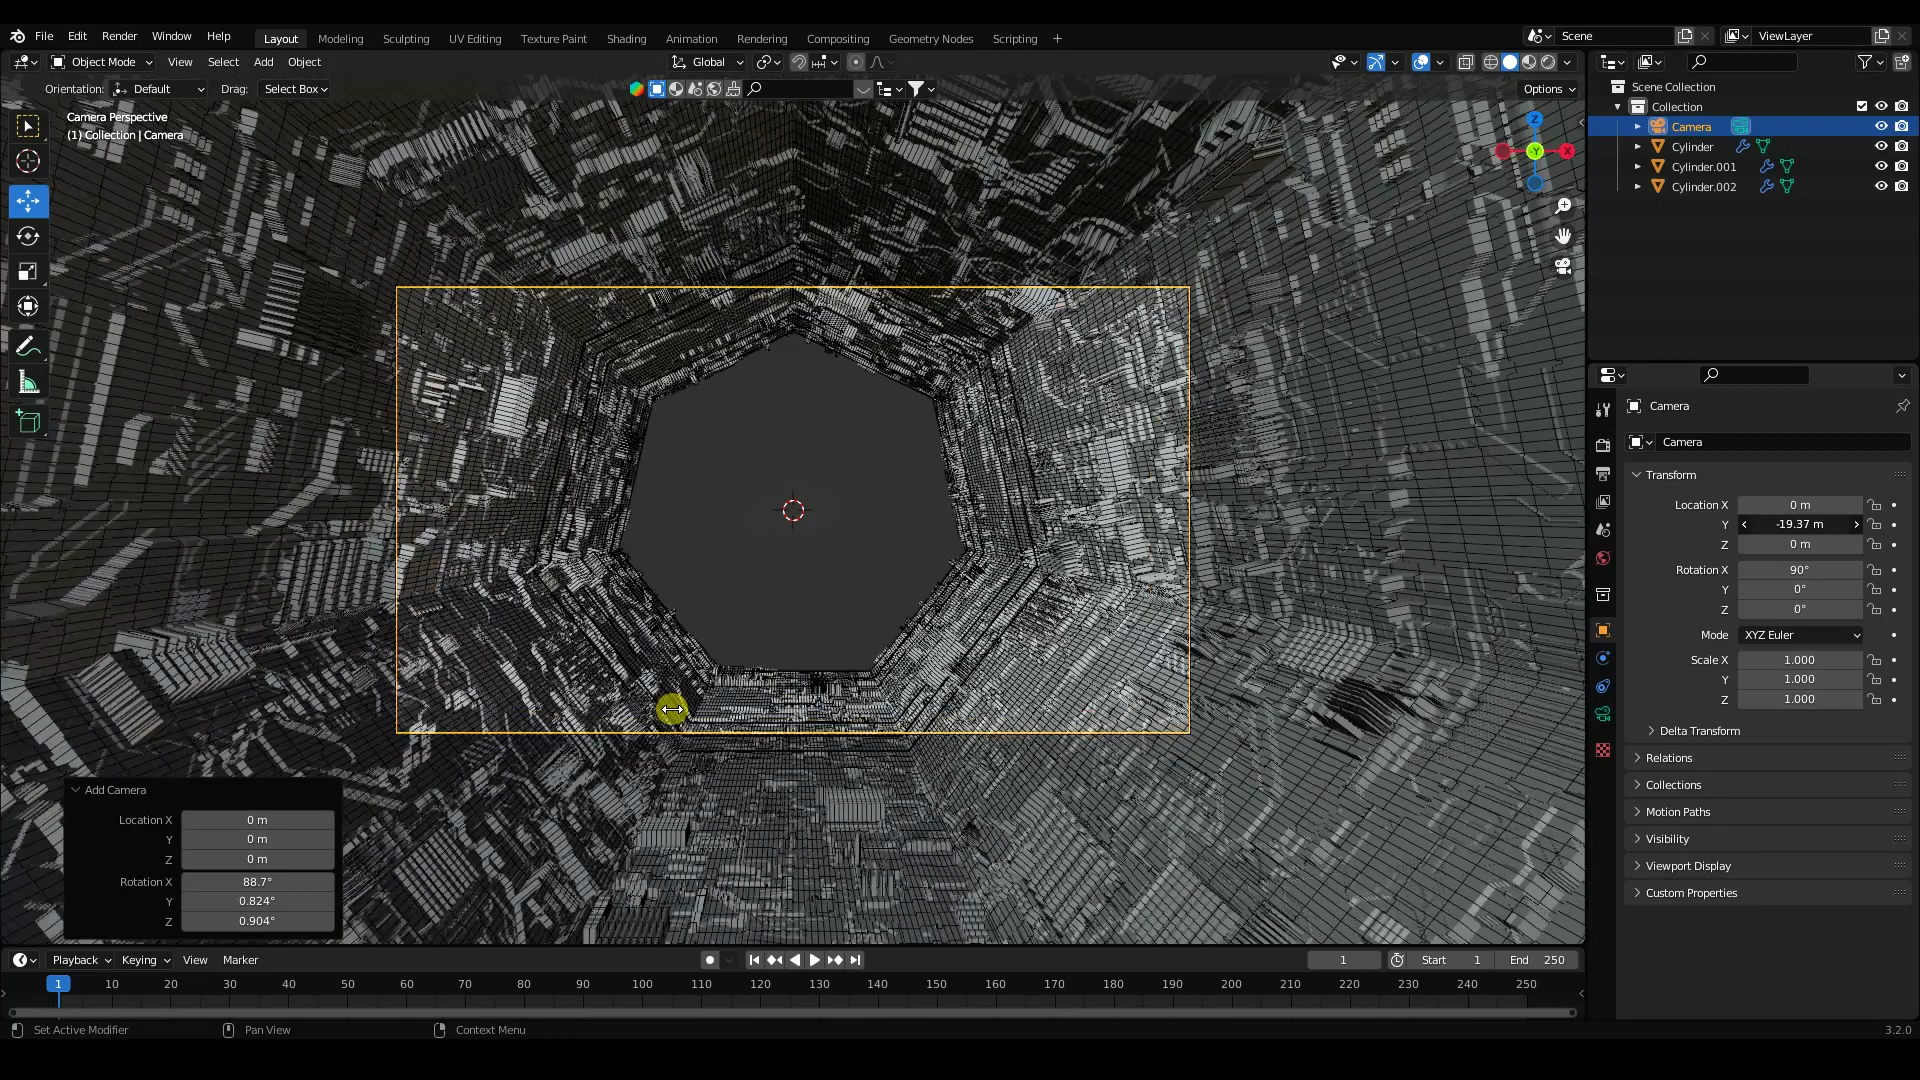 File Edit Render Window Help Layout Modeling Sculpting UV Editing Texture Paint Shading Animation Rendering Compositing Geometry Nodes Scripting + Scene ViewLayer
Object Mode View Select Add Object Global
Orientation: Default Drag: Select Box Options
Camera Perspective
(1) Collection | Camera
Z
-Y
X
Scene Collection
Collection
Camera
Cylinder
Cylinder.001
Cylinder.002
Camera
Camera
Transform
Location X 0 m
Y -19.37 m
Z 0 m
Rotation X 90°
Y 0°
Z 0°
Mode XYZ Euler
Scale X 1.000
Y 1.000
Z 1.000
Delta Transform
Relations
Collections
Motion Paths
Visibility
Viewport Display
Custom Properties
Add Camera
Location X 0 m
Y 0 m
Z 0 m
Rotation X 88.7°
Y 0.824°
Z 0.904°
Playback Keying View Marker 1 Start 1 End 250
1 10 20 30 40 50 60 70 80 90 100 110 120 130 140 150 160 170 180 190 200 210 220 230 240 250
Set Active Modifier Pan View Context Menu 3.2.0